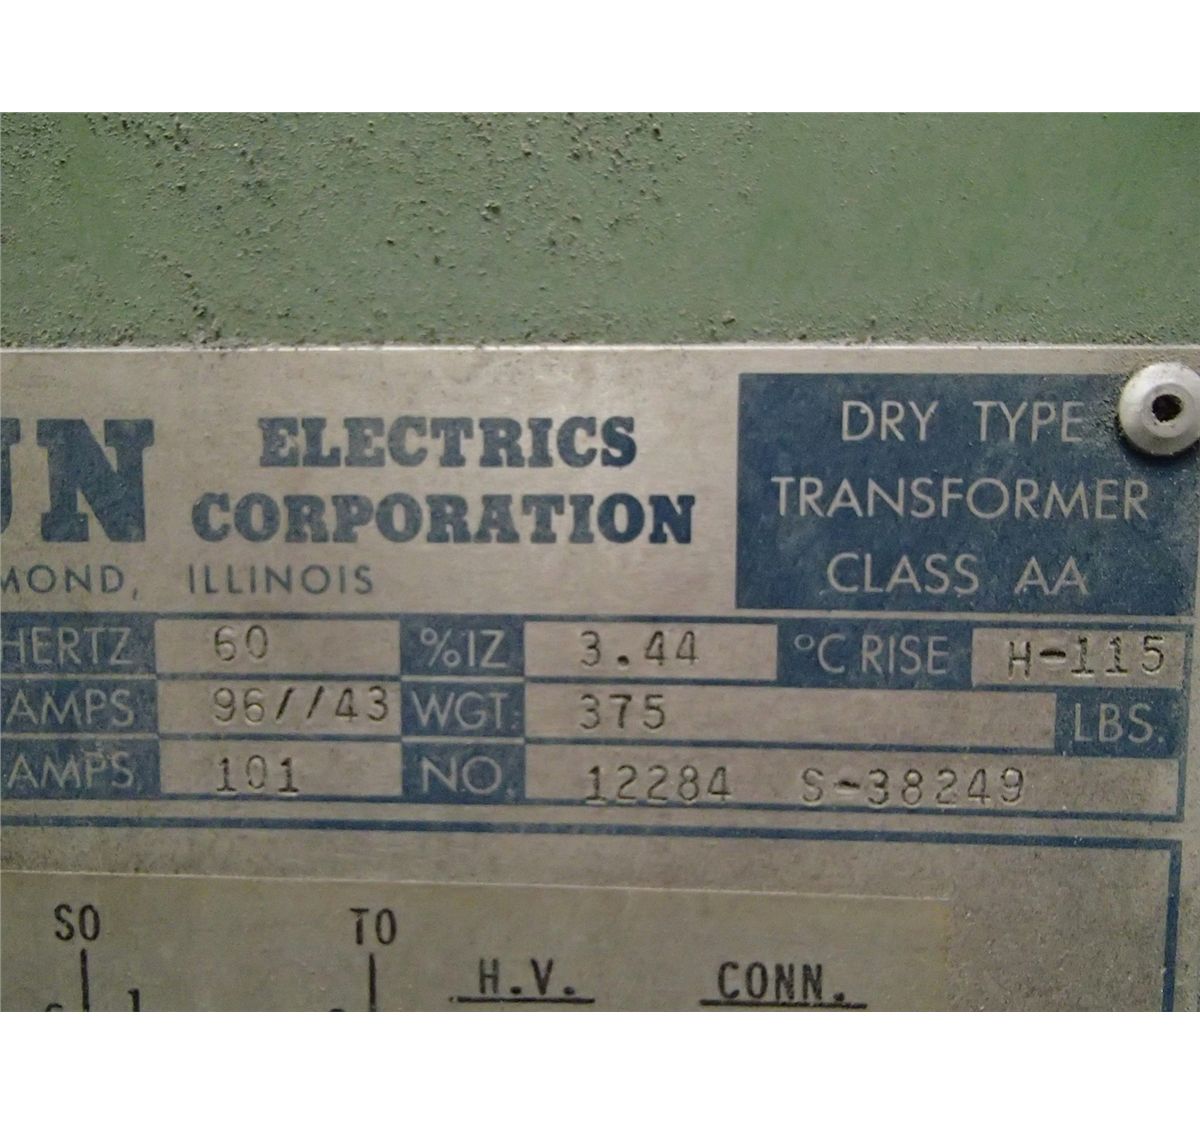 UN ELECTRICS
CORPORATION
MOND, ILLINOIS
DRY TYPE
TRANSFORMER
CLASS AA
HERTZ 60 %IZ 3.44 °C RISE H-115
AMPS 96//43 WGT. 375 LBS.
AMPS 101 NO. 12284 S-38249
SO TO
H.V. CONN.